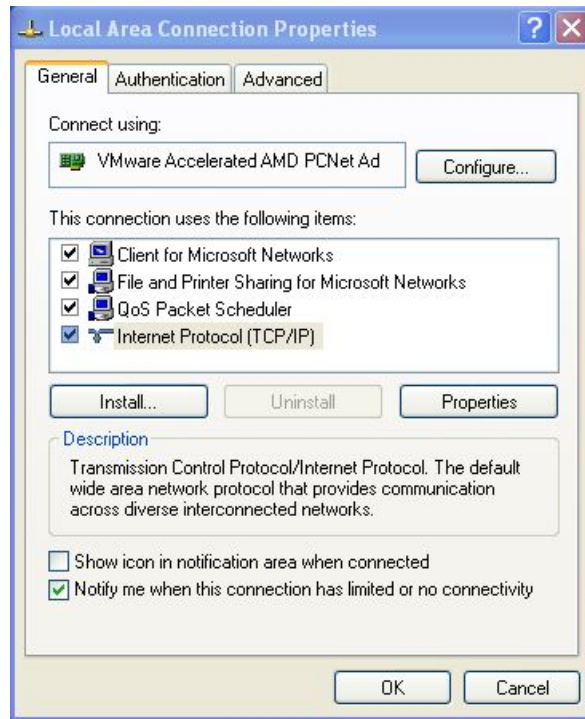 Local Area Connection Properties
?
X
General
Authentication
Advanced
Connect using:
VMware Accelerated AMD PCNet Ad
Configure...
This connection uses the following items:
Client for Microsoft Networks
File and Printer Sharing for Microsoft Networks
QoS Packet Scheduler
Internet Protocol (TCP/IP)
Install...
Uninstall
Properties
Description
Transmission Control Protocol/Internet Protocol. The default
wide area network protocol that provides communication
across diverse interconnected networks.
Show icon in notification area when connected
Notify me when this connection has limited or no connectivity
OK
Cancel